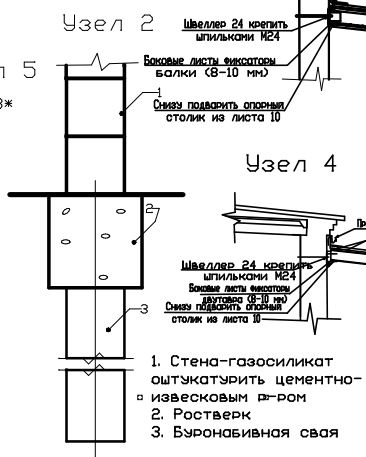 Узел 2
Швеллер 24 крепить
шпильками М24
л 5
Боковые листы фиксаторы
балки (8-10 мм)
1
Снизу подварить опорный
столик из листа 10
Узел 4
2
Швеллер 24 крепить
шпильками М24
Боковые листы фиксаторы
двутавра (8-10 мм)
Снизу подварить опорный
столик из листа 10
3
1. Стена-газосиликат
оштукатурить цементно-
известковым р-ром
2. Ростверк
3. Буронабивная свая